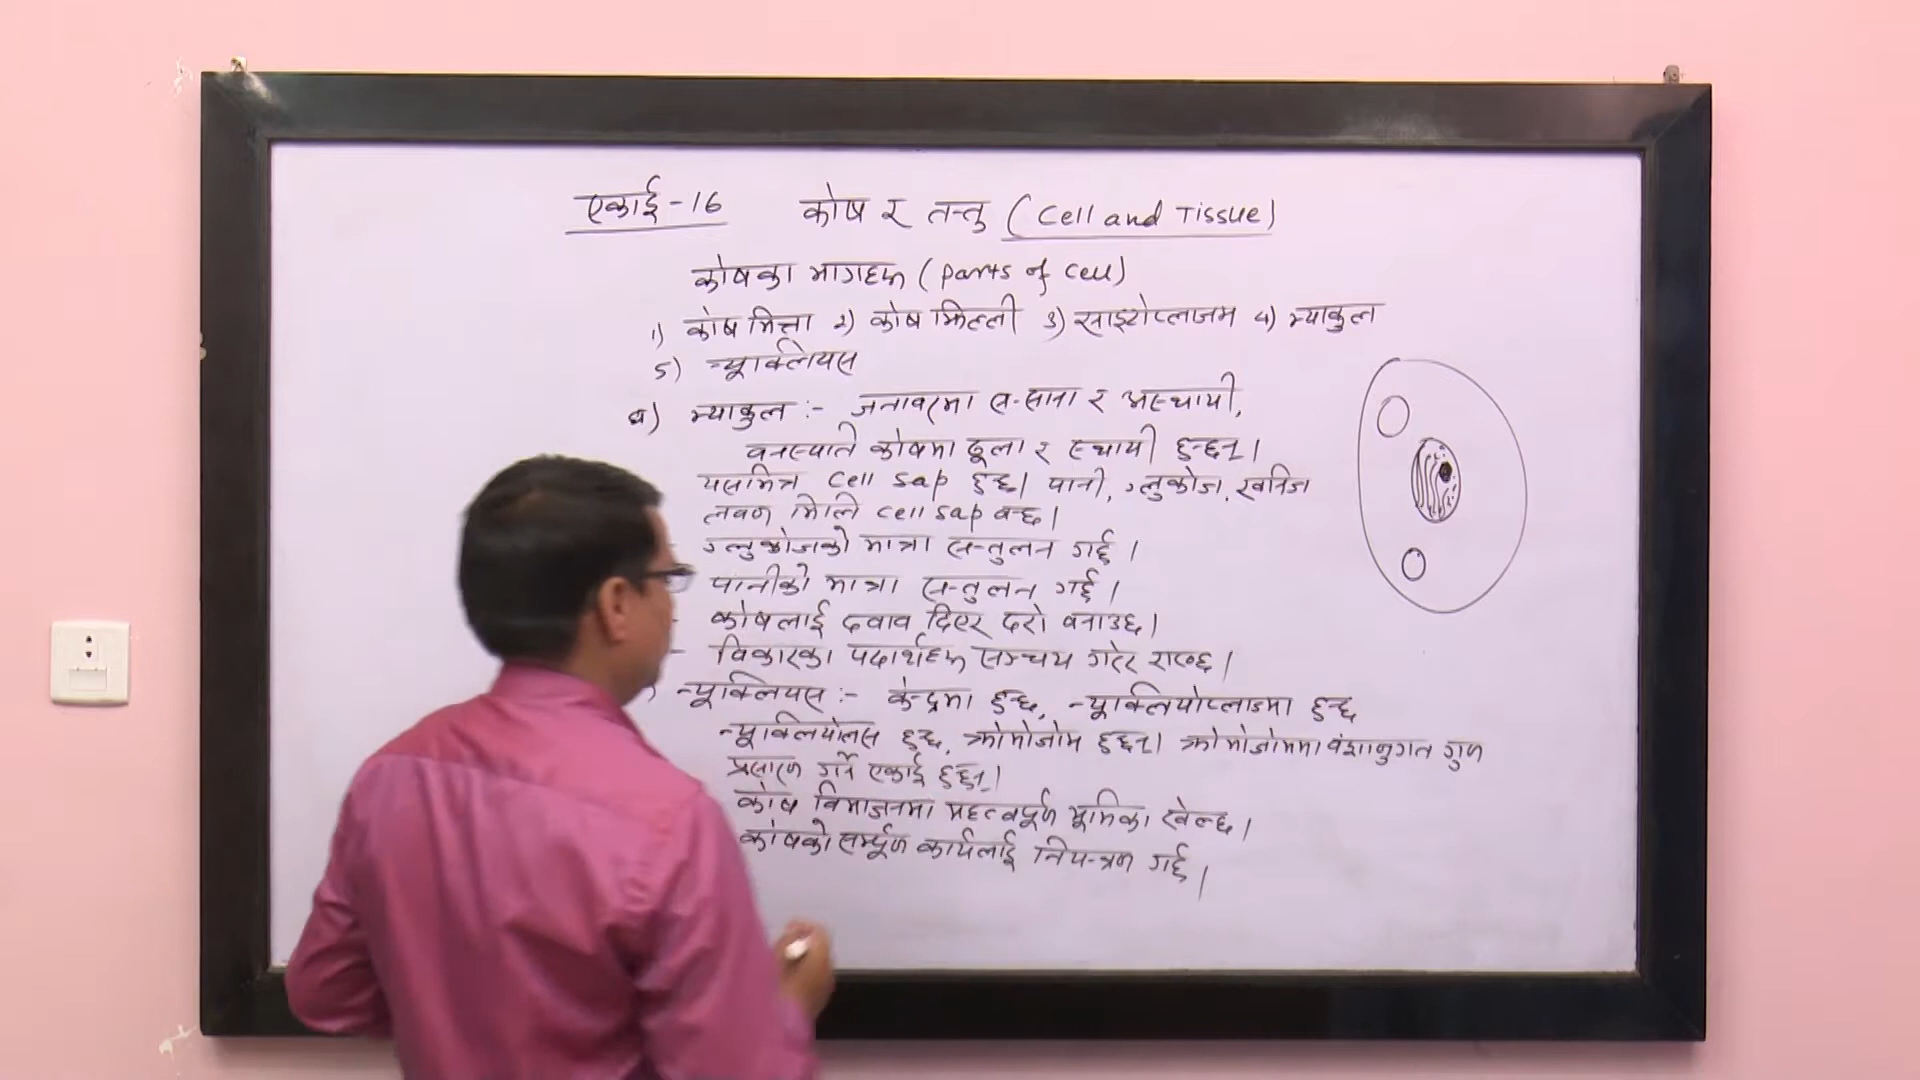 एकाई-16 कोष र तन्तु (Cell and Tissue)
कोषका भागहरू (Parts of Cell)
1) कोष भित्ता 2) कोष झिल्ली 3) साइटोप्लाजम 4) भ्याकुल
5) न्यूक्लियस
भ्याकुल :- जनावरमा स-साना र अस्थायी,
वनस्पति कोषमा ठूला र स्थायी हुन्छन्।
यसभित्र cell sap हुन्छ। पानी, ग्लुकोज, खनिज
लवण मिलि cell sap बन्छ।
- ग्लुकोजको मात्रा सन्तुलन गर्छ।
पानीको मात्रा सन्तुलन गर्छ।
- कोषलाई दवाव दिएर दरो बनाउछ।
- विकारका पदार्थहरू सञ्चय गरेर राख्छ।
) न्यूक्लियस :- केन्द्रमा हुन्छ, न्यूक्लियोप्लाजमा हुन्छ
न्यूक्लियोलस हुन्छ, क्रोमोजोम हुन्छन्। क्रोमोजोममा वंशानुगत गुण
प्रसारण गर्ने एकाई हुन्छन्।
कोष विभाजनमा महत्वपूर्ण भूमिका खेल्छ।
कोषको सम्पूर्ण कार्यलाई नियन्त्रण गर्छ।